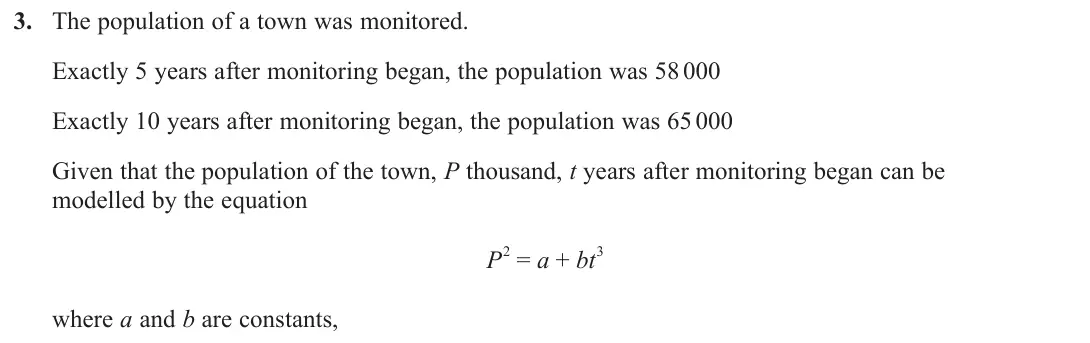 3. The population of a town was monitored.
Exactly 5 years after monitoring began, the population was 58 000
Exactly 10 years after monitoring began, the population was 65 000
Given that the population of the town, P thousand, t years after monitoring began can be
modelled by the equation
P² = a + bt³
where a and b are constants,